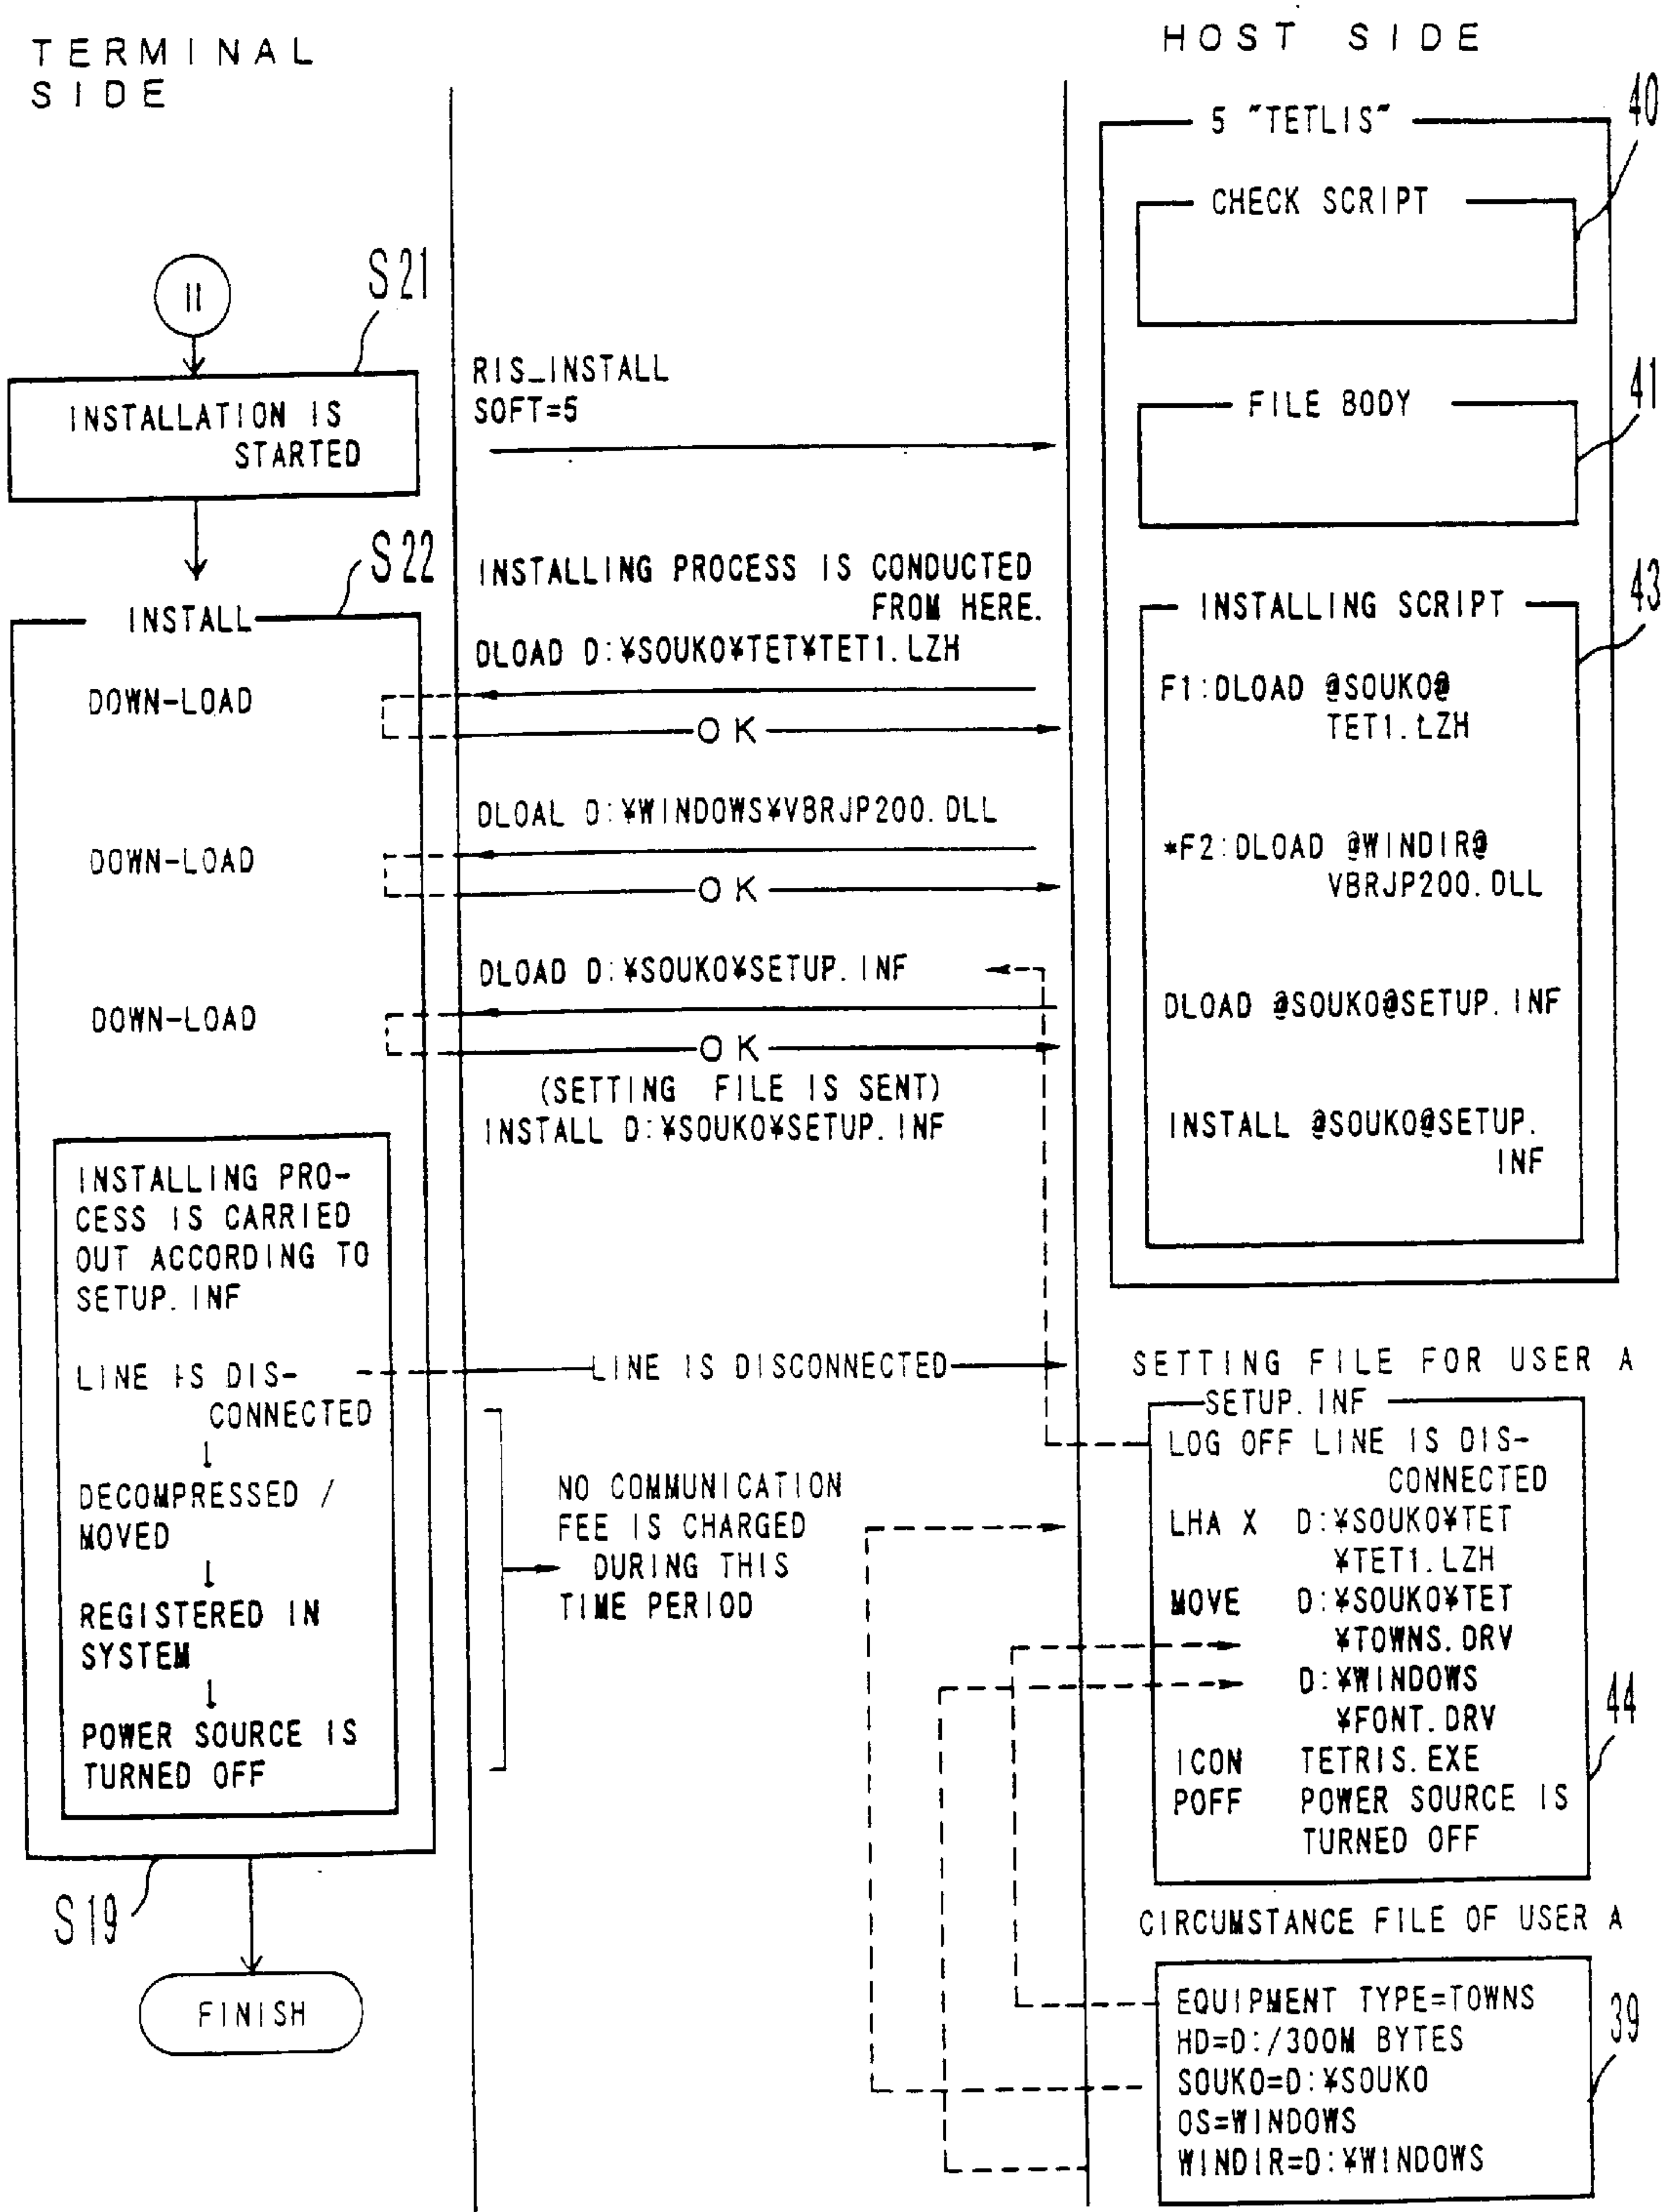 TERMINAL
SIDE
HOST SIDE
II
S21
INSTALLATION IS
STARTED
S22
INSTALL
DOWN-LOAD
DOWN-LOAD
DOWN-LOAD
INSTALLING PRO-
CESS IS CARRIED
OUT ACCORDING TO
SETUP.INF
LINE IS DIS-
CONNECTED
DECOMPRESSED /
MOVED
REGISTERED IN
SYSTEM
POWER SOURCE IS
TURNED OFF
S19
FINISH
RIS_INSTALL
SOFT=5
INSTALLING PROCESS IS CONDUCTED
FROM HERE.
DLOAD D:¥SOUKO¥TET¥TET1.LZH
OK
DLOAL D:¥WINDOWS¥VBRJP200.DLL
OK
DLOAD D:¥SOUKO¥SETUP.INF
OK
(SETTING FILE IS SENT)
INSTALL D:¥SOUKO¥SETUP.INF
LINE IS DISCONNECTED
NO COMMUNICATION
FEE IS CHARGED
DURING THIS
TIME PERIOD
5 "TETLIS"
40
CHECK SCRIPT
FILE BODY
41
INSTALLING SCRIPT
43
F1:DLOAD @SOUKO@
TET1.LZH
*F2:DLOAD @WINDIR@
VBRJP200.DLL
DLOAD @SOUKO@SETUP.INF
INSTALL @SOUKO@SETUP.
INF
SETTING FILE FOR USER A
SETUP.INF
LOG OFF LINE IS DIS-
CONNECTED
LHA X D:¥SOUKO¥TET
¥TET1.LZH
MOVE D:¥SOUKO¥TET
¥TOWNS.DRV
D:¥WINDOWS
¥FONT.DRV
44
ICON TETRIS.EXE
POFF POWER SOURCE IS
TURNED OFF
CIRCUMSTANCE FILE OF USER A
EQUIPMENT TYPE=TOWNS
39
HD=D:/300M BYTES
SOUKO=D:¥SOUKO
OS=WINDOWS
WINDIR=D:¥WINDOWS